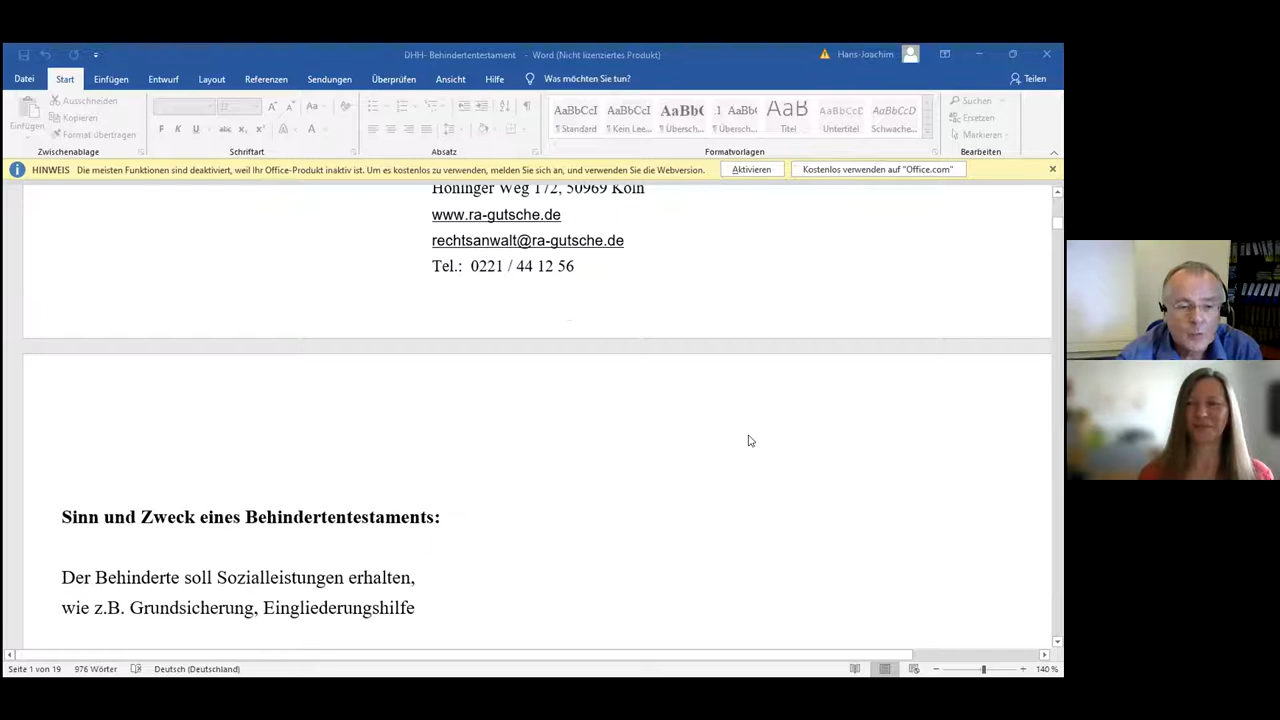 DHH- Behindertentestament - Word (Nicht lizenziertes Produkt)
Hans-Joachim
Datei Start Einfügen Entwurf Layout Referenzen Sendungen Überprüfen Ansicht Hilfe Was möchten Sie tun? Teilen
Einfügen
Ausschneiden
Kopieren
Format übertragen
Zwischenablage
F K U abc x₂ x² A
Aa
Schriftart
Absatz
AaBbCcI AaBbCcI AaBb( 1 AaBb( AaB AaBbCcD AaBbCcD
¶ Standard ¶ Kein Lee... ¶ Übersch... ¶ Übersch... Titel Untertitel Schwache...
Formatvorlagen
Suchen
Ersetzen
Markieren
Bearbeiten
HINWEIS Die meisten Funktionen sind deaktiviert, weil Ihr Office-Produkt inaktiv ist. Um es kostenlos zu verwenden, melden Sie sich an, und verwenden Sie die Webversion. Aktivieren Kostenlos verwenden auf "Office.com"
Höninger Weg 172, 50969 Köln
www.ra-gutsche.de
rechtsanwalt@ra-gutsche.de
Tel.: 0221 / 44 12 56
Sinn und Zweck eines Behindertentestaments:
Der Behinderte soll Sozialleistungen erhalten,
wie z.B. Grundsicherung, Eingliederungshilfe
Seite 1 von 19 976 Wörter Deutsch (Deutschland) 140 %